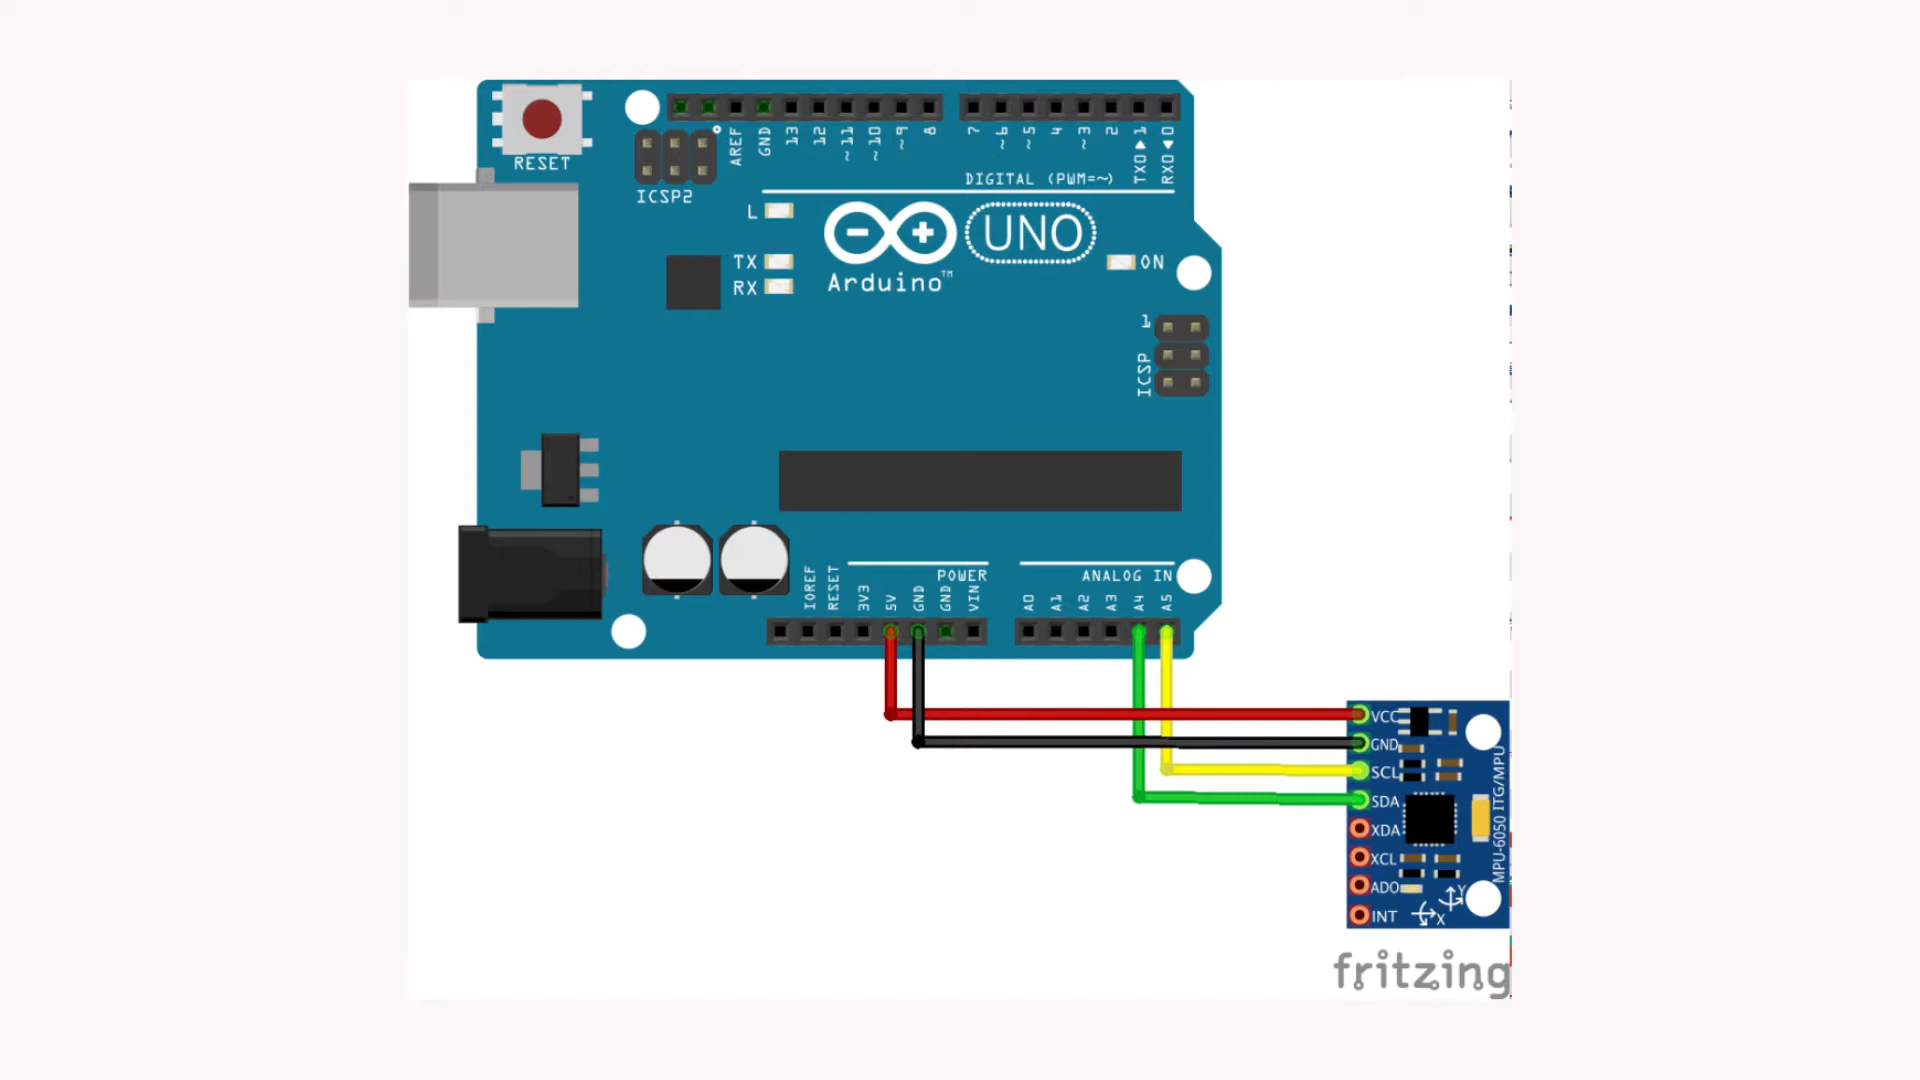 RESET
ICSP2
AREF
GND
13
12
~11
~10
~9
8
7
~6
~5
4
~3
2
TX0▶1
RX0◀0
DIGITAL (PWM=~)
L
TX
RX
Arduino™
UNO
ON
1
ICSP
IOREF
RESET
3V3
5V
GND
GND
VIN
POWER
ANALOG IN
A0
A1
A2
A3
A4
A5
VCC
GND
SCL
SDA
XDA
XCL
ADO
INT
MPU-6050 ITG/MPU
Y
X
fritzing